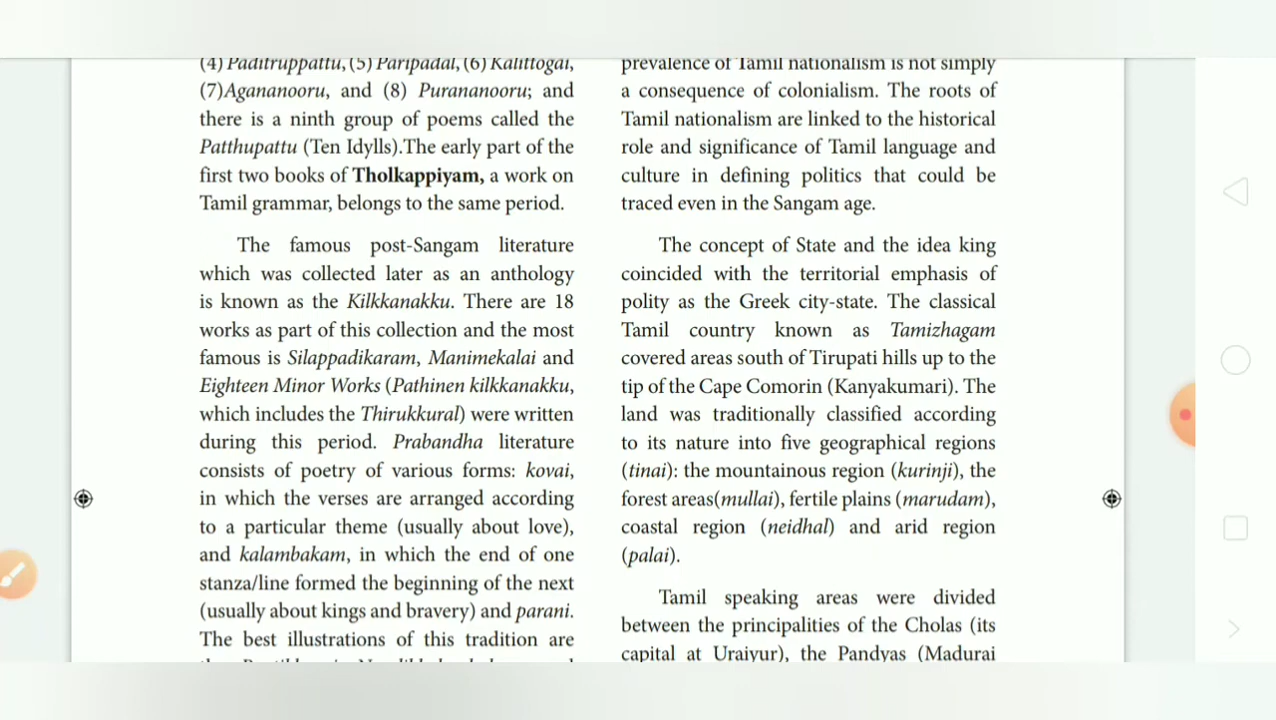 (4) Paditruppattu, (5) Paripadal, (6) Kalittogai,
(7)Agananooru, and (8) Purananooru; and
there is a ninth group of poems called the
Patthupattu (Ten Idylls).The early part of the
first two books of Tholkappiyam, a work on
Tamil grammar, belongs to the same period.
The famous post-Sangam literature
which was collected later as an anthology
is known as the Kilkkanakku. There are 18
works as part of this collection and the most
famous is Silappadikaram, Manimekalai and
Eighteen Minor Works (Pathinen kilkkanakku,
which includes the Thirukkural) were written
during this period. Prabandha literature
consists of poetry of various forms: kovai,
in which the verses are arranged according
to a particular theme (usually about love),
and kalambakam, in which the end of one
stanza/line formed the beginning of the next
(usually about kings and bravery) and parani.
The best illustrations of this tradition are
prevalence of Tamil nationalism is not simply
a consequence of colonialism. The roots of
Tamil nationalism are linked to the historical
role and significance of Tamil language and
culture in defining politics that could be
traced even in the Sangam age.
The concept of State and the idea king
coincided with the territorial emphasis of
polity as the Greek city-state. The classical
Tamil country known as Tamizhagam
covered areas south of Tirupati hills up to the
tip of the Cape Comorin (Kanyakumari). The
land was traditionally classified according
to its nature into five geographical regions
(tinai): the mountainous region (kurinji), the
forest areas(mullai), fertile plains (marudam),
coastal region (neidhal) and arid region
(palai).
Tamil speaking areas were divided
between the principalities of the Cholas (its
capital at Uraiyur), the Pandyas (Madurai